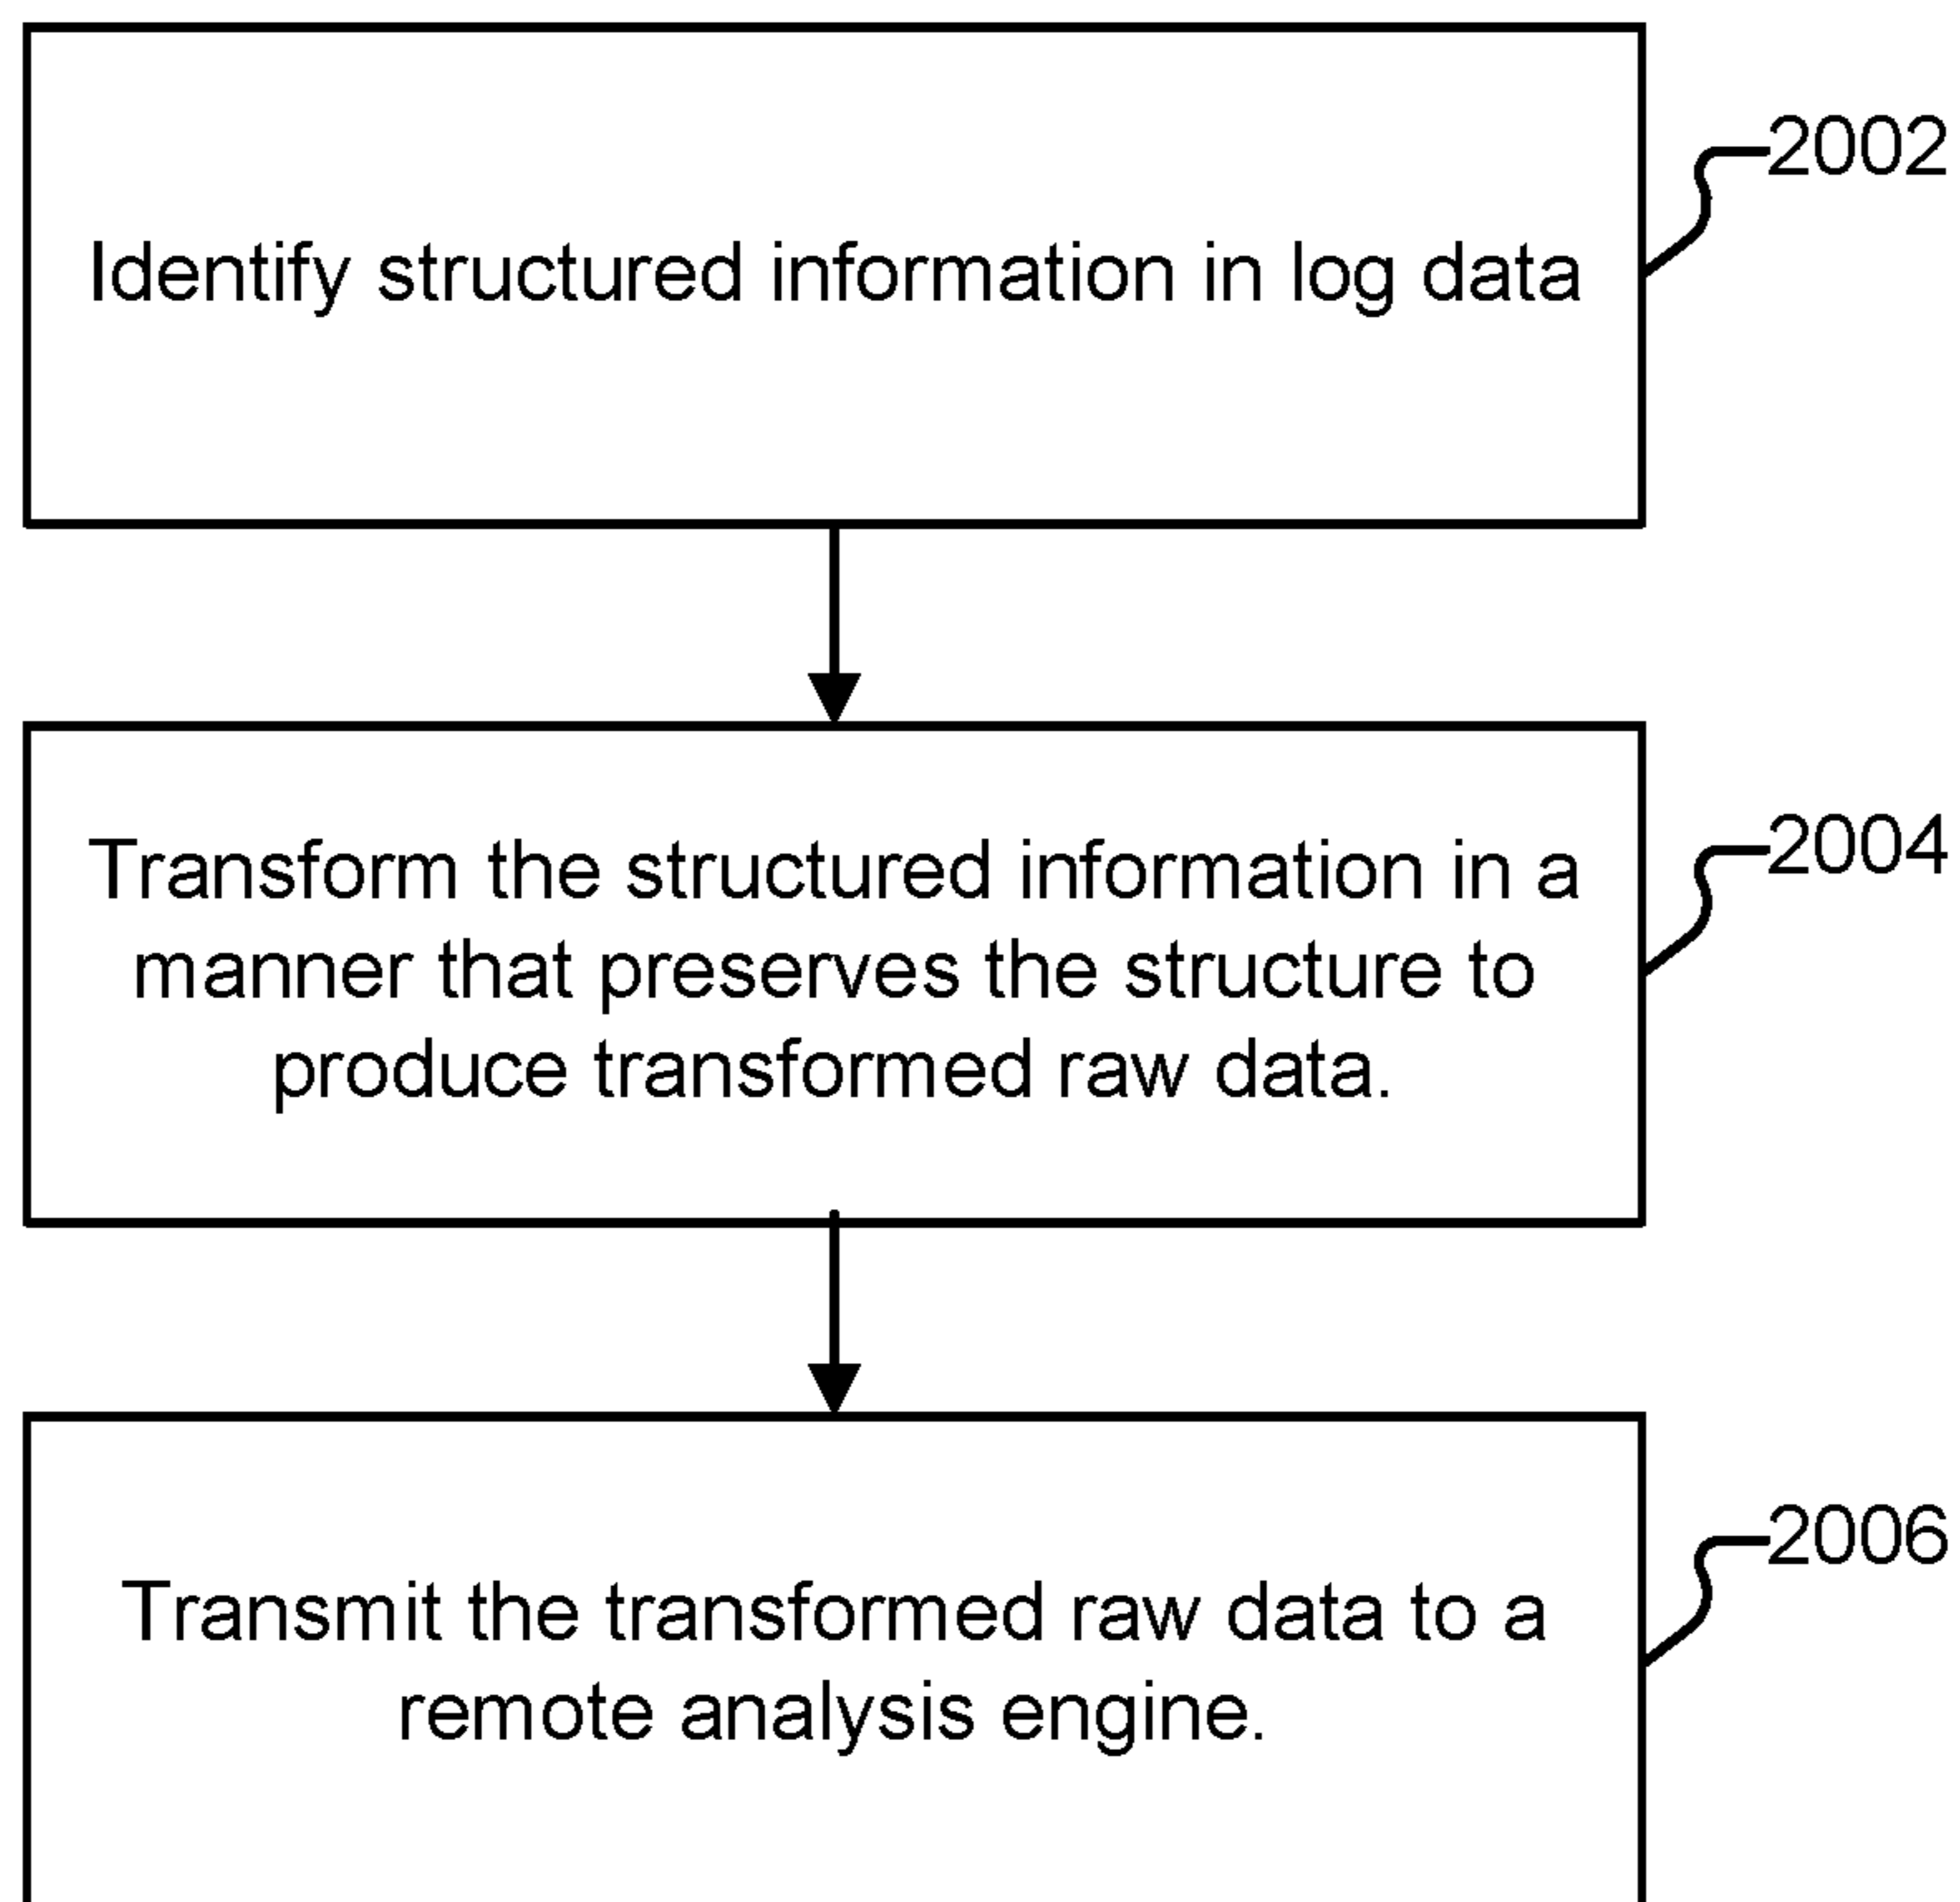 2002
Identify structured information in log data
2004
Transform the structured information in a
manner that preserves the structure to
produce transformed raw data.
2006
Transmit the transformed raw data to a
remote analysis engine.